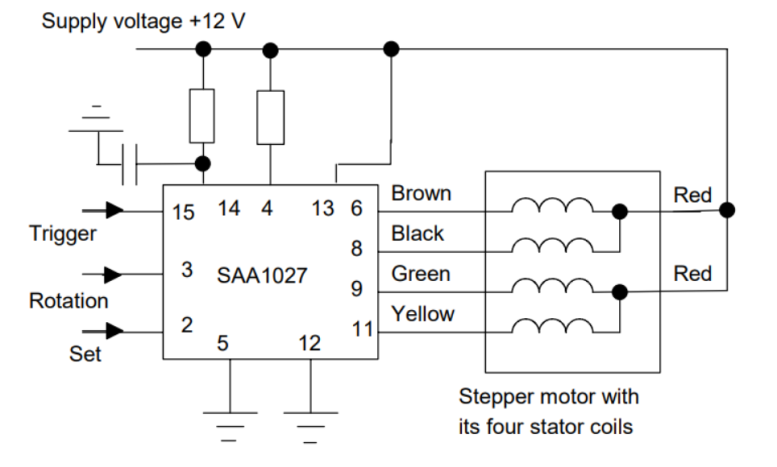 Supply voltage +12 V
Brown
Red
15
14
4
13
6
Trigger
Black
8
3
SAA1027
Green
Red
9
Rotation
Yellow
2
11
Set
5
12
Stepper motor with
its four stator coils